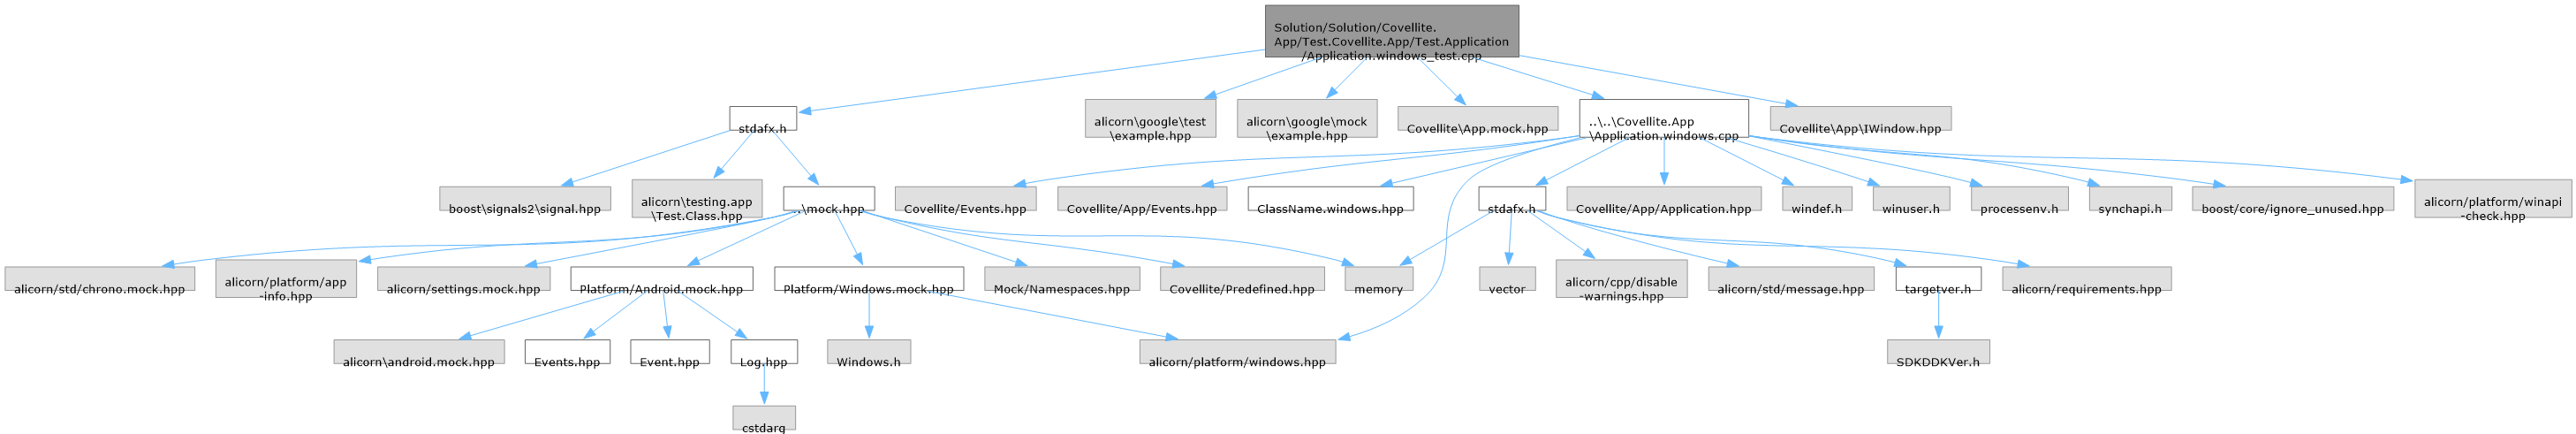 Solution/Solution/Covellite.
App/Test.Covellite.App/Test.Application
/Application.windows_test.cpp
stdafx.h
alicorn\google\test
\example.hpp
alicorn\google\mock
\example.hpp
Covellite\App.mock.hpp
..\..\Covellite.App
\Application.windows.cpp
Covellite\App\IWindow.hpp
boost\signals2\signal.hpp
alicorn\testing.app
\Test.Class.hpp
..\mock.hpp
Covellite/Events.hpp
Covellite/App/Events.hpp
ClassName.windows.hpp
stdafx.h
Covellite/App/Application.hpp
windef.h
winuser.h
processenv.h
synchapi.h
boost/core/ignore_unused.hpp
alicorn/platform/winapi
-check.hpp
alicorn/std/chrono.mock.hpp
alicorn/platform/app
-info.hpp
alicorn/settings.mock.hpp
Platform/Android.mock.hpp
Platform/Windows.mock.hpp
Mock/Namespaces.hpp
Covellite/Predefined.hpp
memory
vector
alicorn/cpp/disable
-warnings.hpp
alicorn/std/message.hpp
targetver.h
alicorn/requirements.hpp
alicorn\android.mock.hpp
Events.hpp
Event.hpp
Log.hpp
Windows.h
alicorn/platform/windows.hpp
SDKDDKVer.h
cstdarg